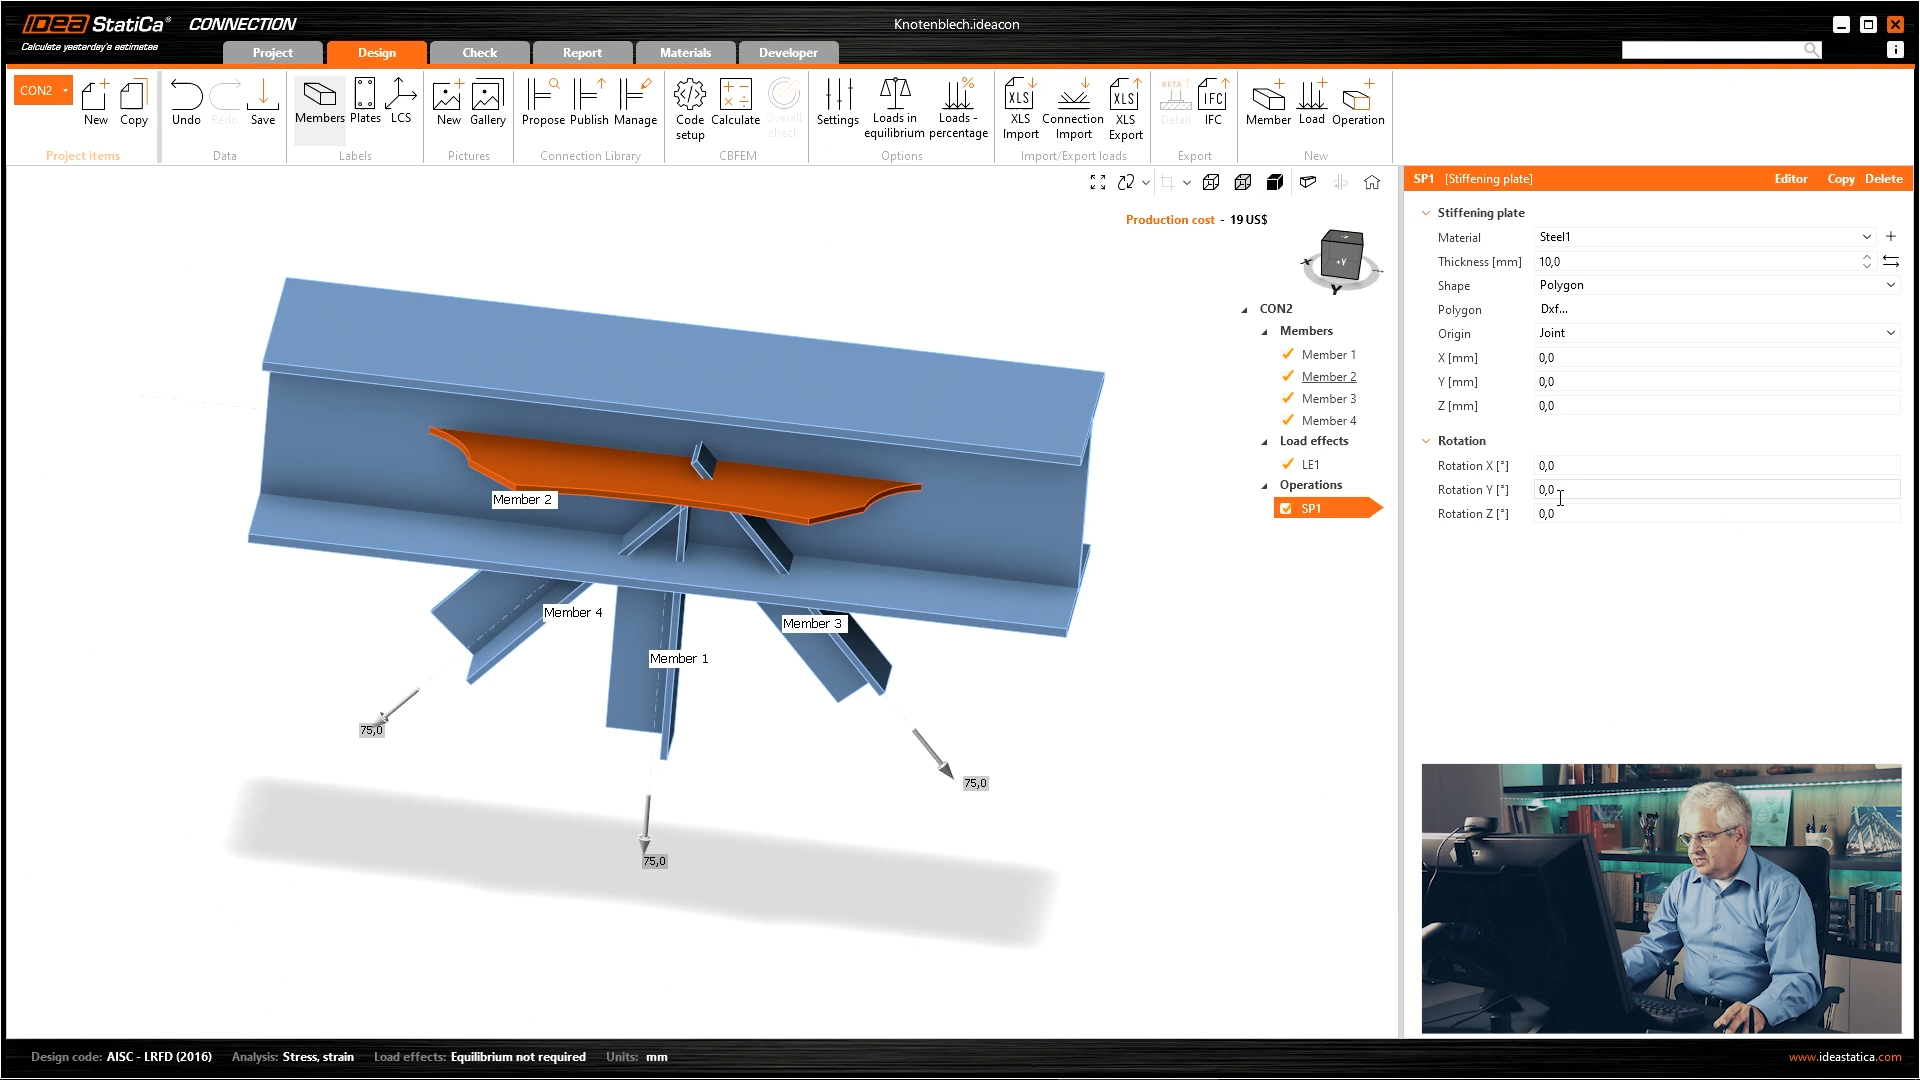 IDEA StatiCa® CONNECTION
Calculate yesterday's estimates
Knotenblech.ideacon
Project Design Check Report Materials Developer
CON2
New Copy Undo Redo Save Members Plates LCS New Gallery Propose Publish Manage Code setup Calculate Overall check Settings Loads in equilibrium Loads - percentage XLS Import Connection Import XLS Export BETA Detail IFC Member Load Operation
Project items Data Labels Pictures Connection Library CBFEM Options Import/Export loads Export New
Production cost - 19 US$
+Y
X
Y
CON2
Members
Member 1
Member 2
Member 3
Member 4
Load effects
LE1
Operations
SP1
Member 2
Member 4
Member 3
Member 1
75,0
75,0
75,0
SP1 [Stiffening plate] Editor Copy Delete
Stiffening plate
Material Steel1
Thickness [mm] 10,0
Shape Polygon
Polygon Dxf...
Origin Joint
X [mm] 0,0
Y [mm] 0,0
Z [mm] 0,0
Rotation
Rotation X [°] 0,0
Rotation Y [°] 0,0
Rotation Z [°] 0,0
Design code: AISC - LRFD (2016) Analysis: Stress, strain Load effects: Equilibrium not required Units: mm
www.ideastatica.com